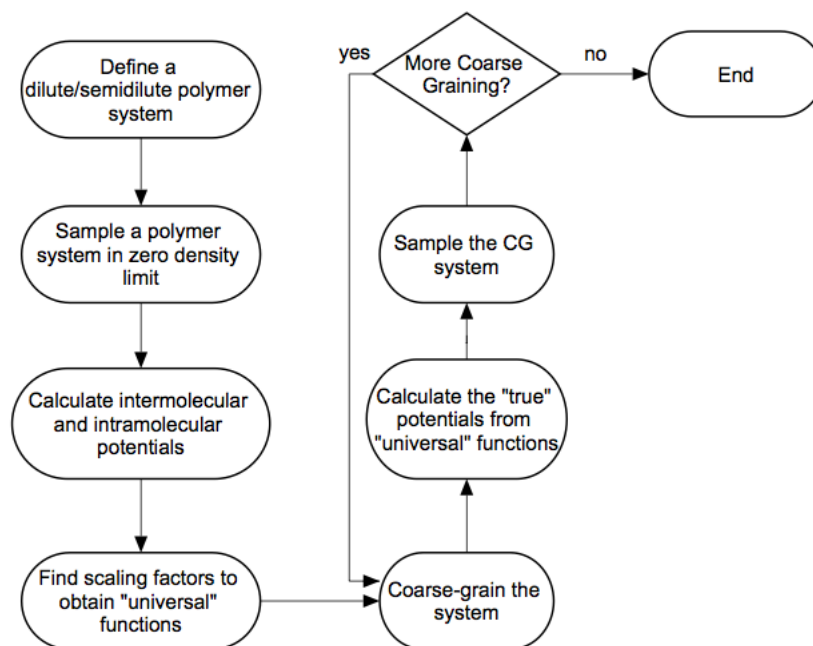 Define a
dilute/semidilute polymer
system
Sample a polymer
system in zero density
limit
Calculate intermolecular
and intramolecular
potentials
Find scaling factors to
obtain "universal"
functions
Coarse-grain the
system
Calculate the "true"
potentials from
"universal" functions
Sample the CG
system
More Coarse
Graining?
yes
no
End